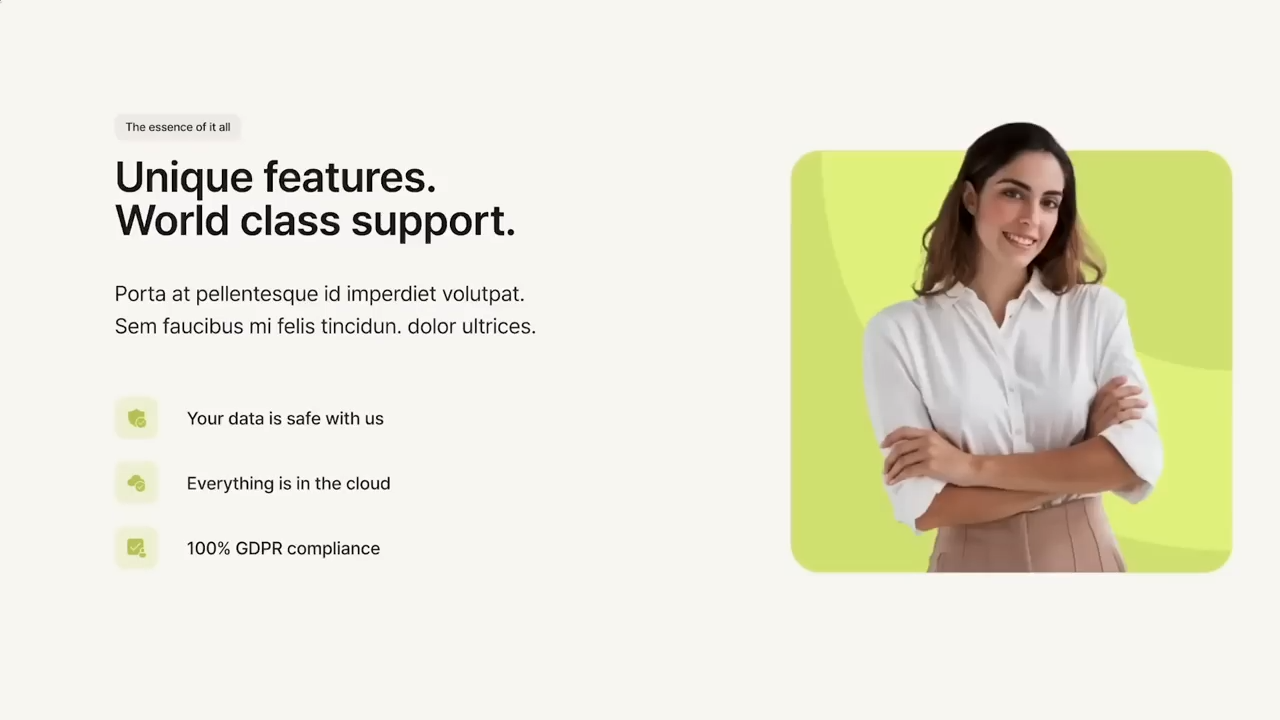 The essence of it all
Unique features.
World class support.
Porta at pellentesque id imperdiet volutpat.
Sem faucibus mi felis tincidun. dolor ultrices.
Your data is safe with us
Everything is in the cloud
100% GDPR compliance